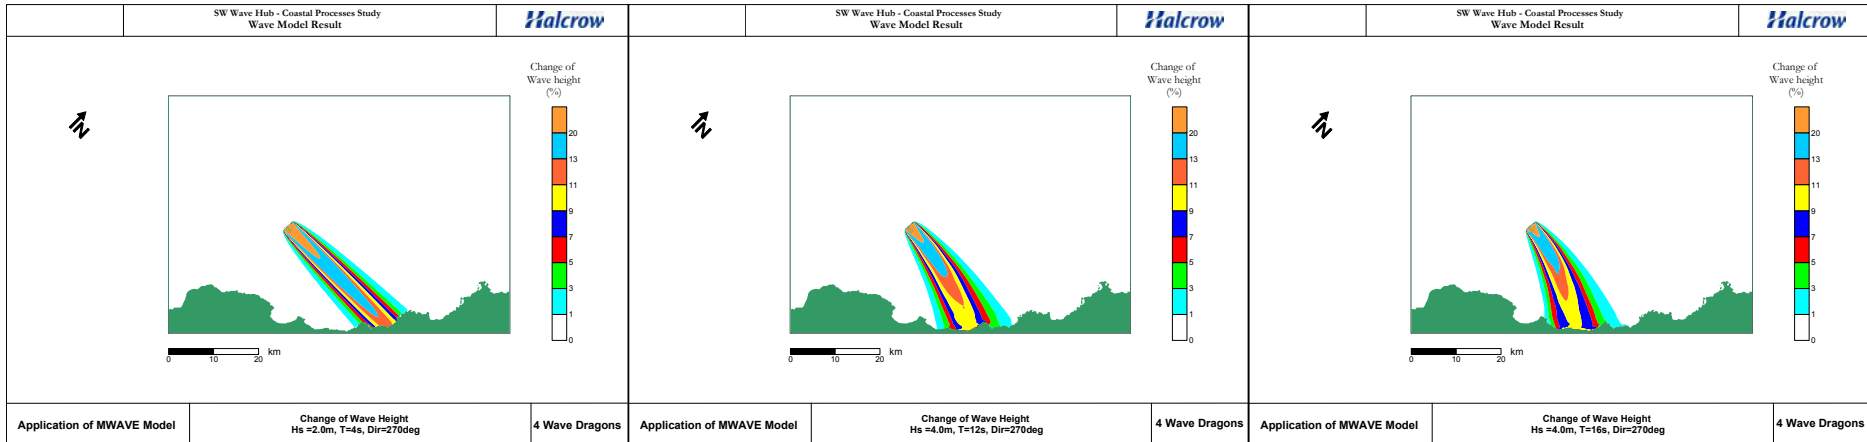 SW Wave Hub - Coastal Processes Study
Wave Model Result
Halcrow
Change of
Wave height
(%)
20
13
11
9
7
5
3
1
0
N
km
0 10 20
Application of MWAVE Model
Change of Wave Height
Hs =2.0m, T=4s, Dir=270deg
4 Wave Dragons
SW Wave Hub - Coastal Processes Study
Wave Model Result
Halcrow
Change of
Wave height
(%)
20
13
11
9
7
5
3
1
0
N
km
0 10 20
Application of MWAVE Model
Change of Wave Height
Hs =4.0m, T=12s, Dir=270deg
4 Wave Dragons
SW Wave Hub - Coastal Processes Study
Wave Model Result
Halcrow
Change of
Wave height
(%)
20
13
11
9
7
5
3
1
0
N
km
0 10 20
Application of MWAVE Model
Change of Wave Height
Hs =4.0m, T=16s, Dir=270deg
4 Wave Dragons